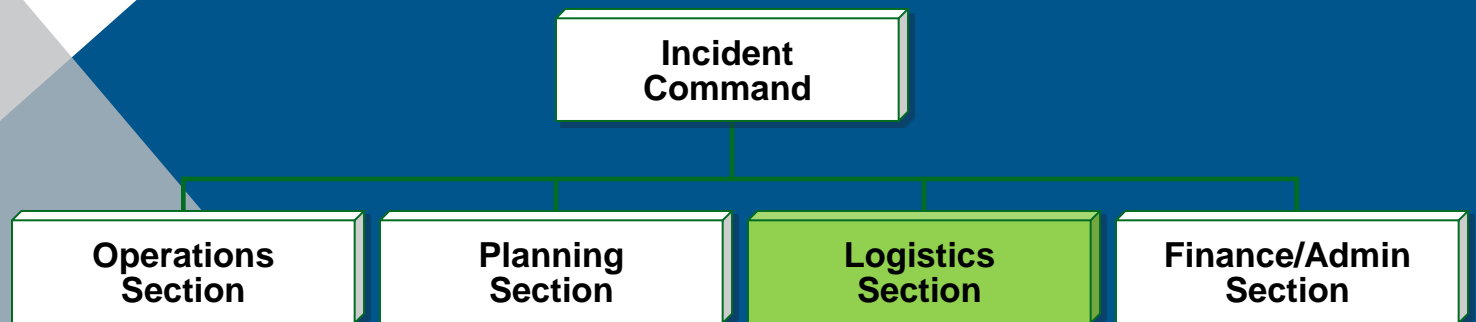 Incident
Command
Operations
Section
Planning
Section
Logistics
Section
Finance/Admin
Section